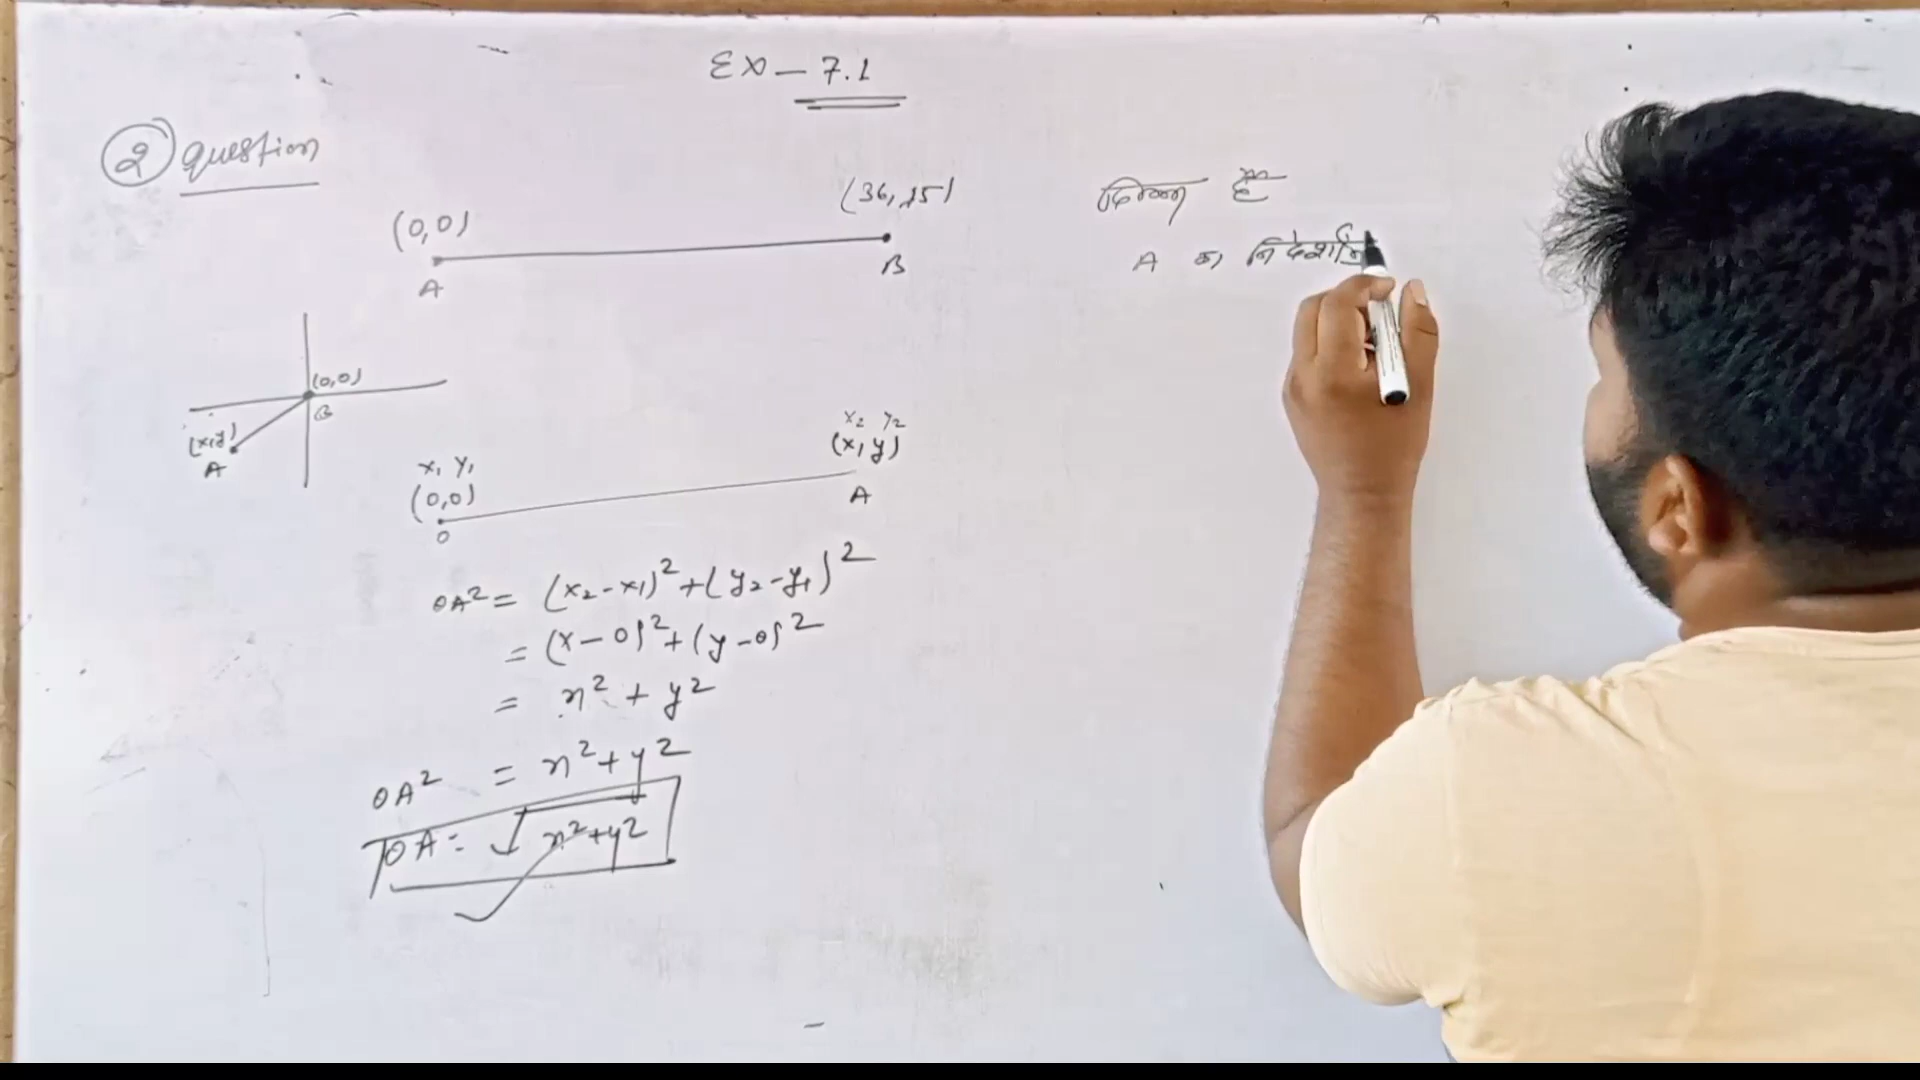 Ex - 7.1
② question
(0,0)
(36, 15)
A
B
(0,0)
B
(x,y)
A
x₁ y₁
(0,0)
O
x₂ y₂
(x, y)
A
OA² = (x₂-x₁)² + (y₂-y₁)²
= (x-0)² + (y-0)²
= x² + y²
OA² = x² + y²
OA = √x²+y²
दिया है
A का